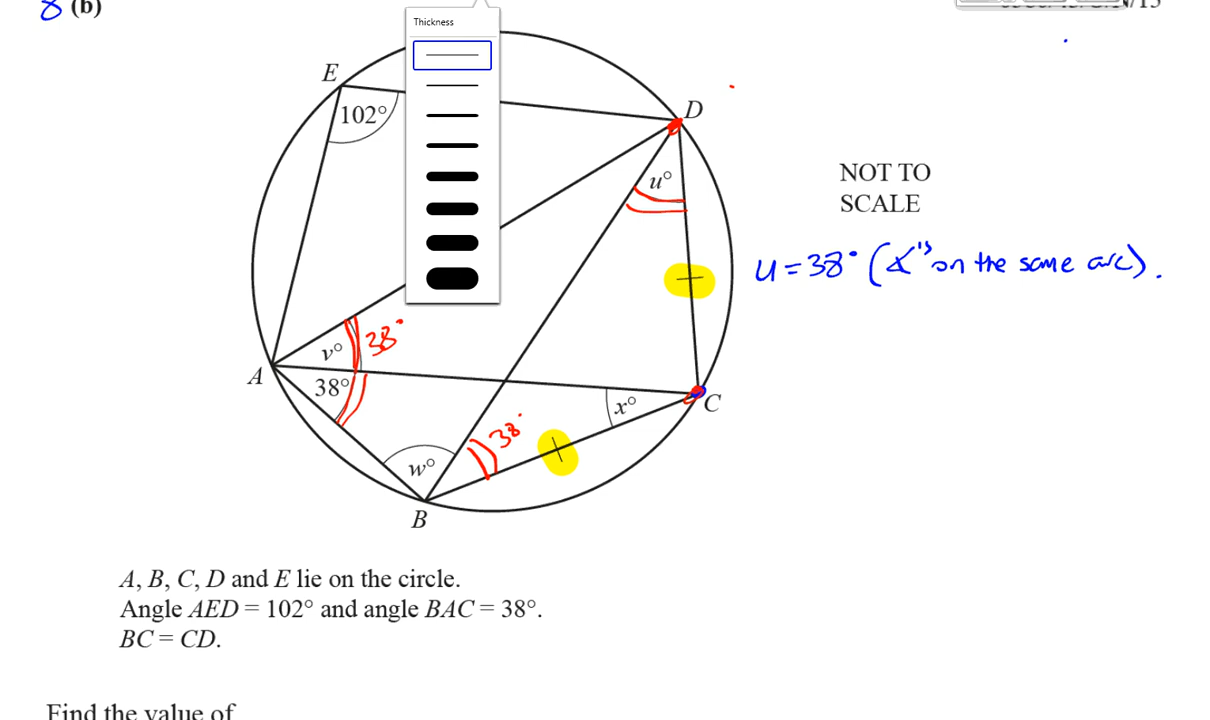 8 (b)
Thickness
E
D
102°
u°
NOT TO
SCALE
u = 38° (∡'s on the same arc).
v°
38°
A
38°
x°
C
38°
w°
B
A, B, C, D and E lie on the circle.
Angle AED = 102° and angle BAC = 38°.
BC = CD.
Find the value of